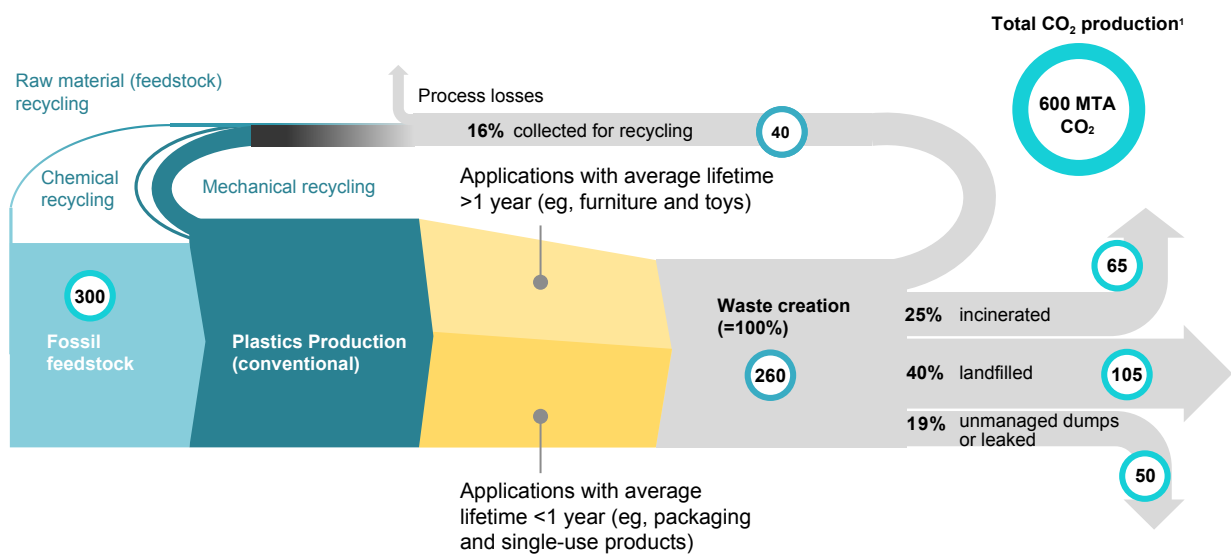 Total CO₂ production¹
600 MTA
CO₂
Raw material (feedstock)
recycling
Process losses
16% collected for recycling
40
Chemical
recycling
Mechanical recycling
Applications with average lifetime
>1 year (eg, furniture and toys)
300
Fossil
feedstock
Plastics Production
(conventional)
Waste creation
(=100%)
260
65
25% incinerated
40% landfilled
105
19% unmanaged dumps
or leaked
50
Applications with average
lifetime <1 year (eg, packaging
and single-use products)